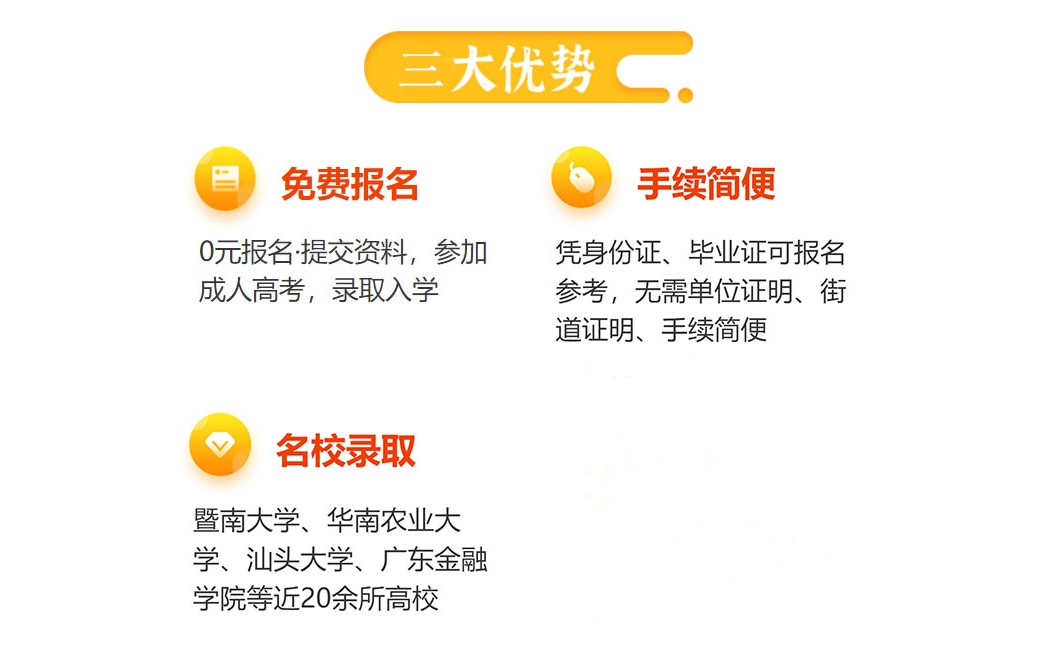 三大优势
免费报名
0元报名·提交资料，参加
成人高考，录取入学
手续简便
凭身份证、毕业证可报名
参考，无需单位证明、街
道证明、手续简便
名校录取
暨南大学、华南农业大
学、汕头大学、广东金融
学院等近20余所高校